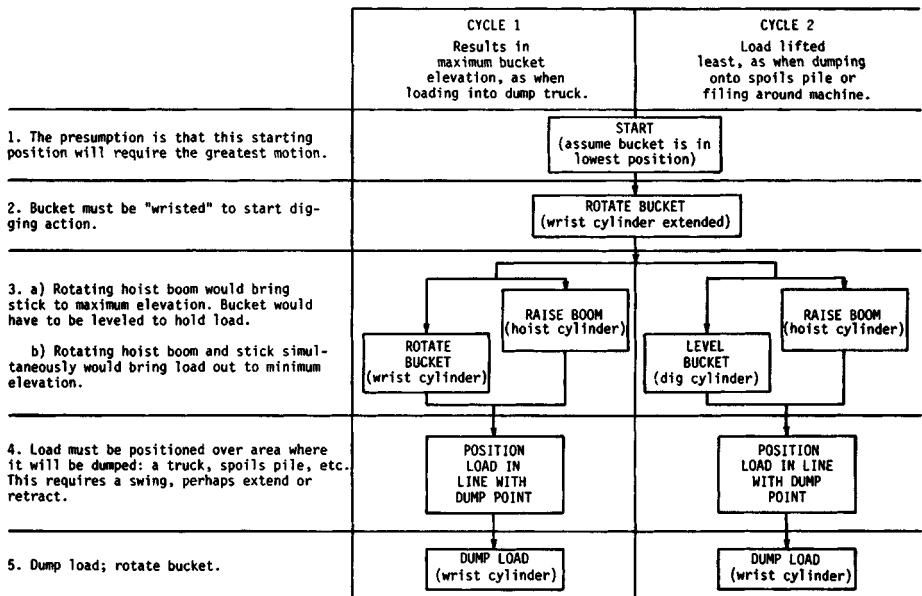 CYCLE 1
Results in
maximum bucket
elevation, as when
loading into dump truck.
CYCLE 2
Load lifted
least, as when dumping
onto spoils pile or
filing around machine.
1. The presumption is that this starting
position will require the greatest motion.
START
(assume bucket is in
lowest position)
2. Bucket must be "wristed" to start dig-
ging action.
ROTATE BUCKET
(wrist cylinder extended)
3. a) Rotating hoist boom would bring
stick to maximum elevation. Bucket would
have to be leveled to hold load.
b) Rotating hoist boom and stick simul-
taneously would bring load out to minimum
elevation.
RAISE BOOM
(hoist cylinder)
ROTATE
BUCKET
(wrist cylinder)
RAISE BOOM
(hoist cylinder)
LEVEL
BUCKET
(dig cylinder)
4. Load must be positioned over area where
it will be dumped: a truck, spoils pile, etc.
This requires a swing, perhaps extend or
retract.
POSITION
LOAD IN
LINE WITH
DUMP POINT
POSITION
LOAD IN LINE
WITH DUMP
POINT
5. Dump load; rotate bucket.
DUMP LOAD
(wrist cylinder)
DUMP LOAD
(wrist cylinder)